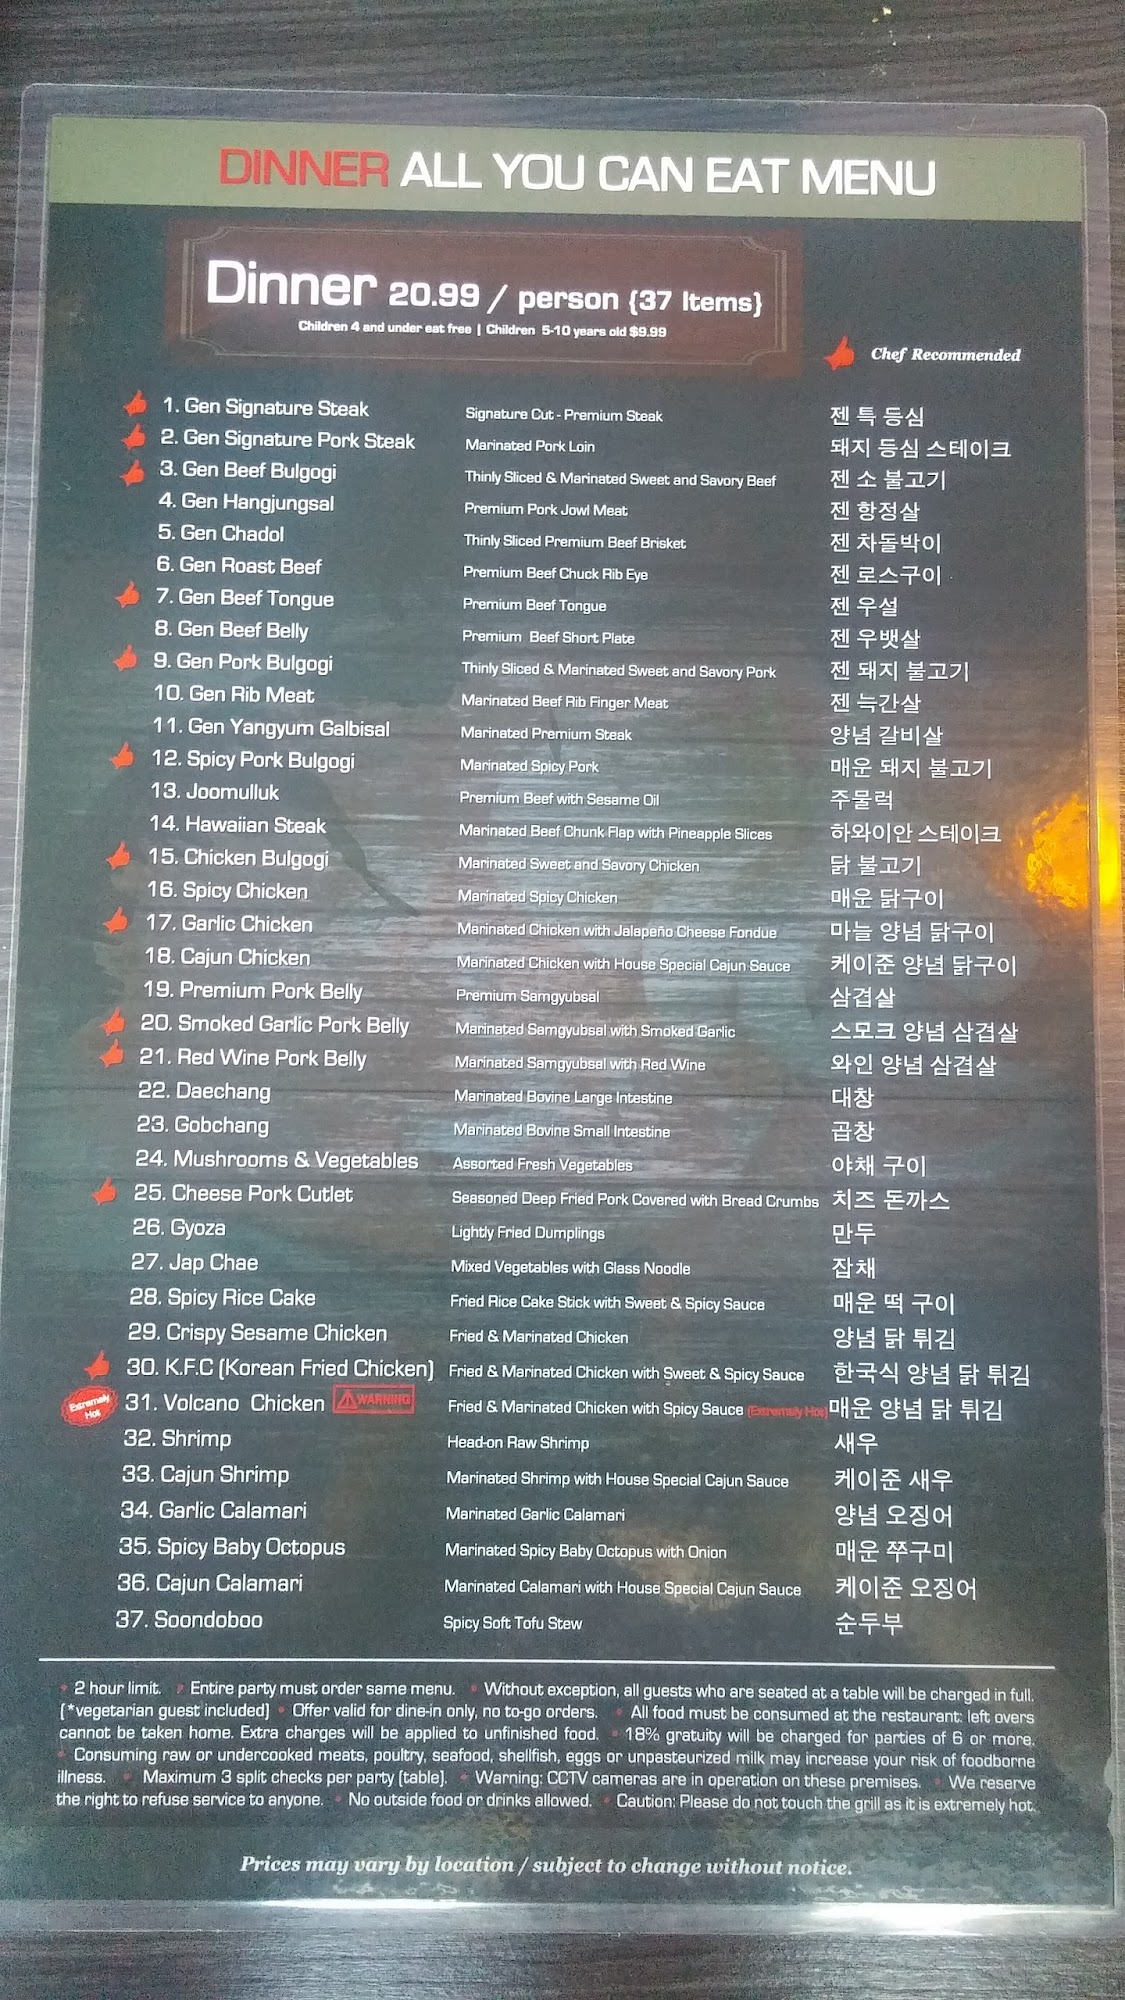 DINNER ALL YOU CAN EAT MENU
Dinner 20.99 / person {37 Items}
Children 4 and under eat free | Children 5-10 years old $9.99
Chef Recommended
1. Gen Signature Steak Signature Cut - Premium Steak 젠 특 등심
2. Gen Signature Pork Steak Marinated Pork Loin 돼지 등심 스테이크
3. Gen Beef Bulgogi Thinly Sliced & Marinated Sweet and Savory Beef 젠 소 불고기
4. Gen Hangjungsal Premium Pork Jowl Meat 젠 항정살
5. Gen Chadol Thinly Sliced Premium Beef Brisket 젠 차돌박이
6. Gen Roast Beef Premium Beef Chuck Rib Eye 젠 로스구이
7. Gen Beef Tongue Premium Beef Tongue 젠 우설
8. Gen Beef Belly Premium Beef Short Plate 젠 우뱃살
9. Gen Pork Bulgogi Thinly Sliced & Marinated Sweet and Savory Pork 젠 돼지 불고기
10. Gen Rib Meat Marinated Beef Rib Finger Meat 젠 늑간살
11. Gen Yangyum Galbisal Marinated Premium Steak 양념 갈비살
12. Spicy Pork Bulgogi Marinated Spicy Pork 매운 돼지 불고기
13. Joomulluk Premium Beef with Sesame Oil 주물럭
14. Hawaiian Steak Marinated Beef Chunk Flap with Pineapple Slices 하와이안 스테이크
15. Chicken Bulgogi Marinated Sweet and Savory Chicken 닭 불고기
16. Spicy Chicken Marinated Spicy Chicken 매운 닭구이
17. Garlic Chicken Marinated Chicken with Jalapeño Cheese Fondue 마늘 양념 닭구이
18. Cajun Chicken Marinated Chicken with House Special Cajun Sauce 케이준 양념 닭구이
19. Premium Pork Belly Premium Samgyubsal 삼겹살
20. Smoked Garlic Pork Belly Marinated Samgyubsal with Smoked Garlic 스모크 양념 삼겹살
21. Red Wine Pork Belly Marinated Samgyubsal with Red Wine 와인 양념 삼겹살
22. Daechang Marinated Bovine Large Intestine 대창
23. Gobchang Marinated Bovine Small Intestine 곱창
24. Mushrooms & Vegetables Assorted Fresh Vegetables 야채 구이
25. Cheese Pork Cutlet Seasoned Deep Fried Pork Covered with Bread Crumbs 치즈 돈까스
26. Gyoza Lightly Fried Dumplings 만두
27. Jap Chae Mixed Vegetables with Glass Noodle 잡채
28. Spicy Rice Cake Fried Rice Cake Stick with Sweet & Spicy Sauce 매운 떡 구이
29. Crispy Sesame Chicken Fried & Marinated Chicken 양념 닭 튀김
30. K.F.C (Korean Fried Chicken) Fried & Marinated Chicken with Sweet & Spicy Sauce 한국식 양념 닭 튀김
Extremely Hot 31. Volcano Chicken WARNING Fried & Marinated Chicken with Spicy Sauce (Extremely Hot) 매운 양념 닭 튀김
32. Shrimp Head-on Raw Shrimp 새우
33. Cajun Shrimp Marinated Shrimp with House Special Cajun Sauce 케이준 새우
34. Garlic Calamari Marinated Garlic Calamari 양념 오징어
35. Spicy Baby Octopus Marinated Spicy Baby Octopus with Onion 매운 쭈구미
36. Cajun Calamari Marinated Calamari with House Special Cajun Sauce 케이준 오징어
37. Soondoboo Spicy Soft Tofu Stew 순두부
• 2 hour limit. • Entire party must order same menu. • Without exception, all guests who are seated at a table will be charged in full.
(*vegetarian guest included) • Offer valid for dine-in only, no to-go orders. • All food must be consumed at the restaurant: left overs
cannot be taken home. Extra charges will be applied to unfinished food. • 18% gratuity will be charged for parties of 6 or more.
• Consuming raw or undercooked meats, poultry, seafood, shellfish, eggs or unpasteurized milk may increase your risk of foodborne
illness. • Maximum 3 split checks per party (table). • Warning: CCTV cameras are in operation on these premises. • We reserve
the right to refuse service to anyone. • No outside food or drinks allowed. • Caution: Please do not touch the grill as it is extremely hot.
Prices may vary by location / subject to change without notice.